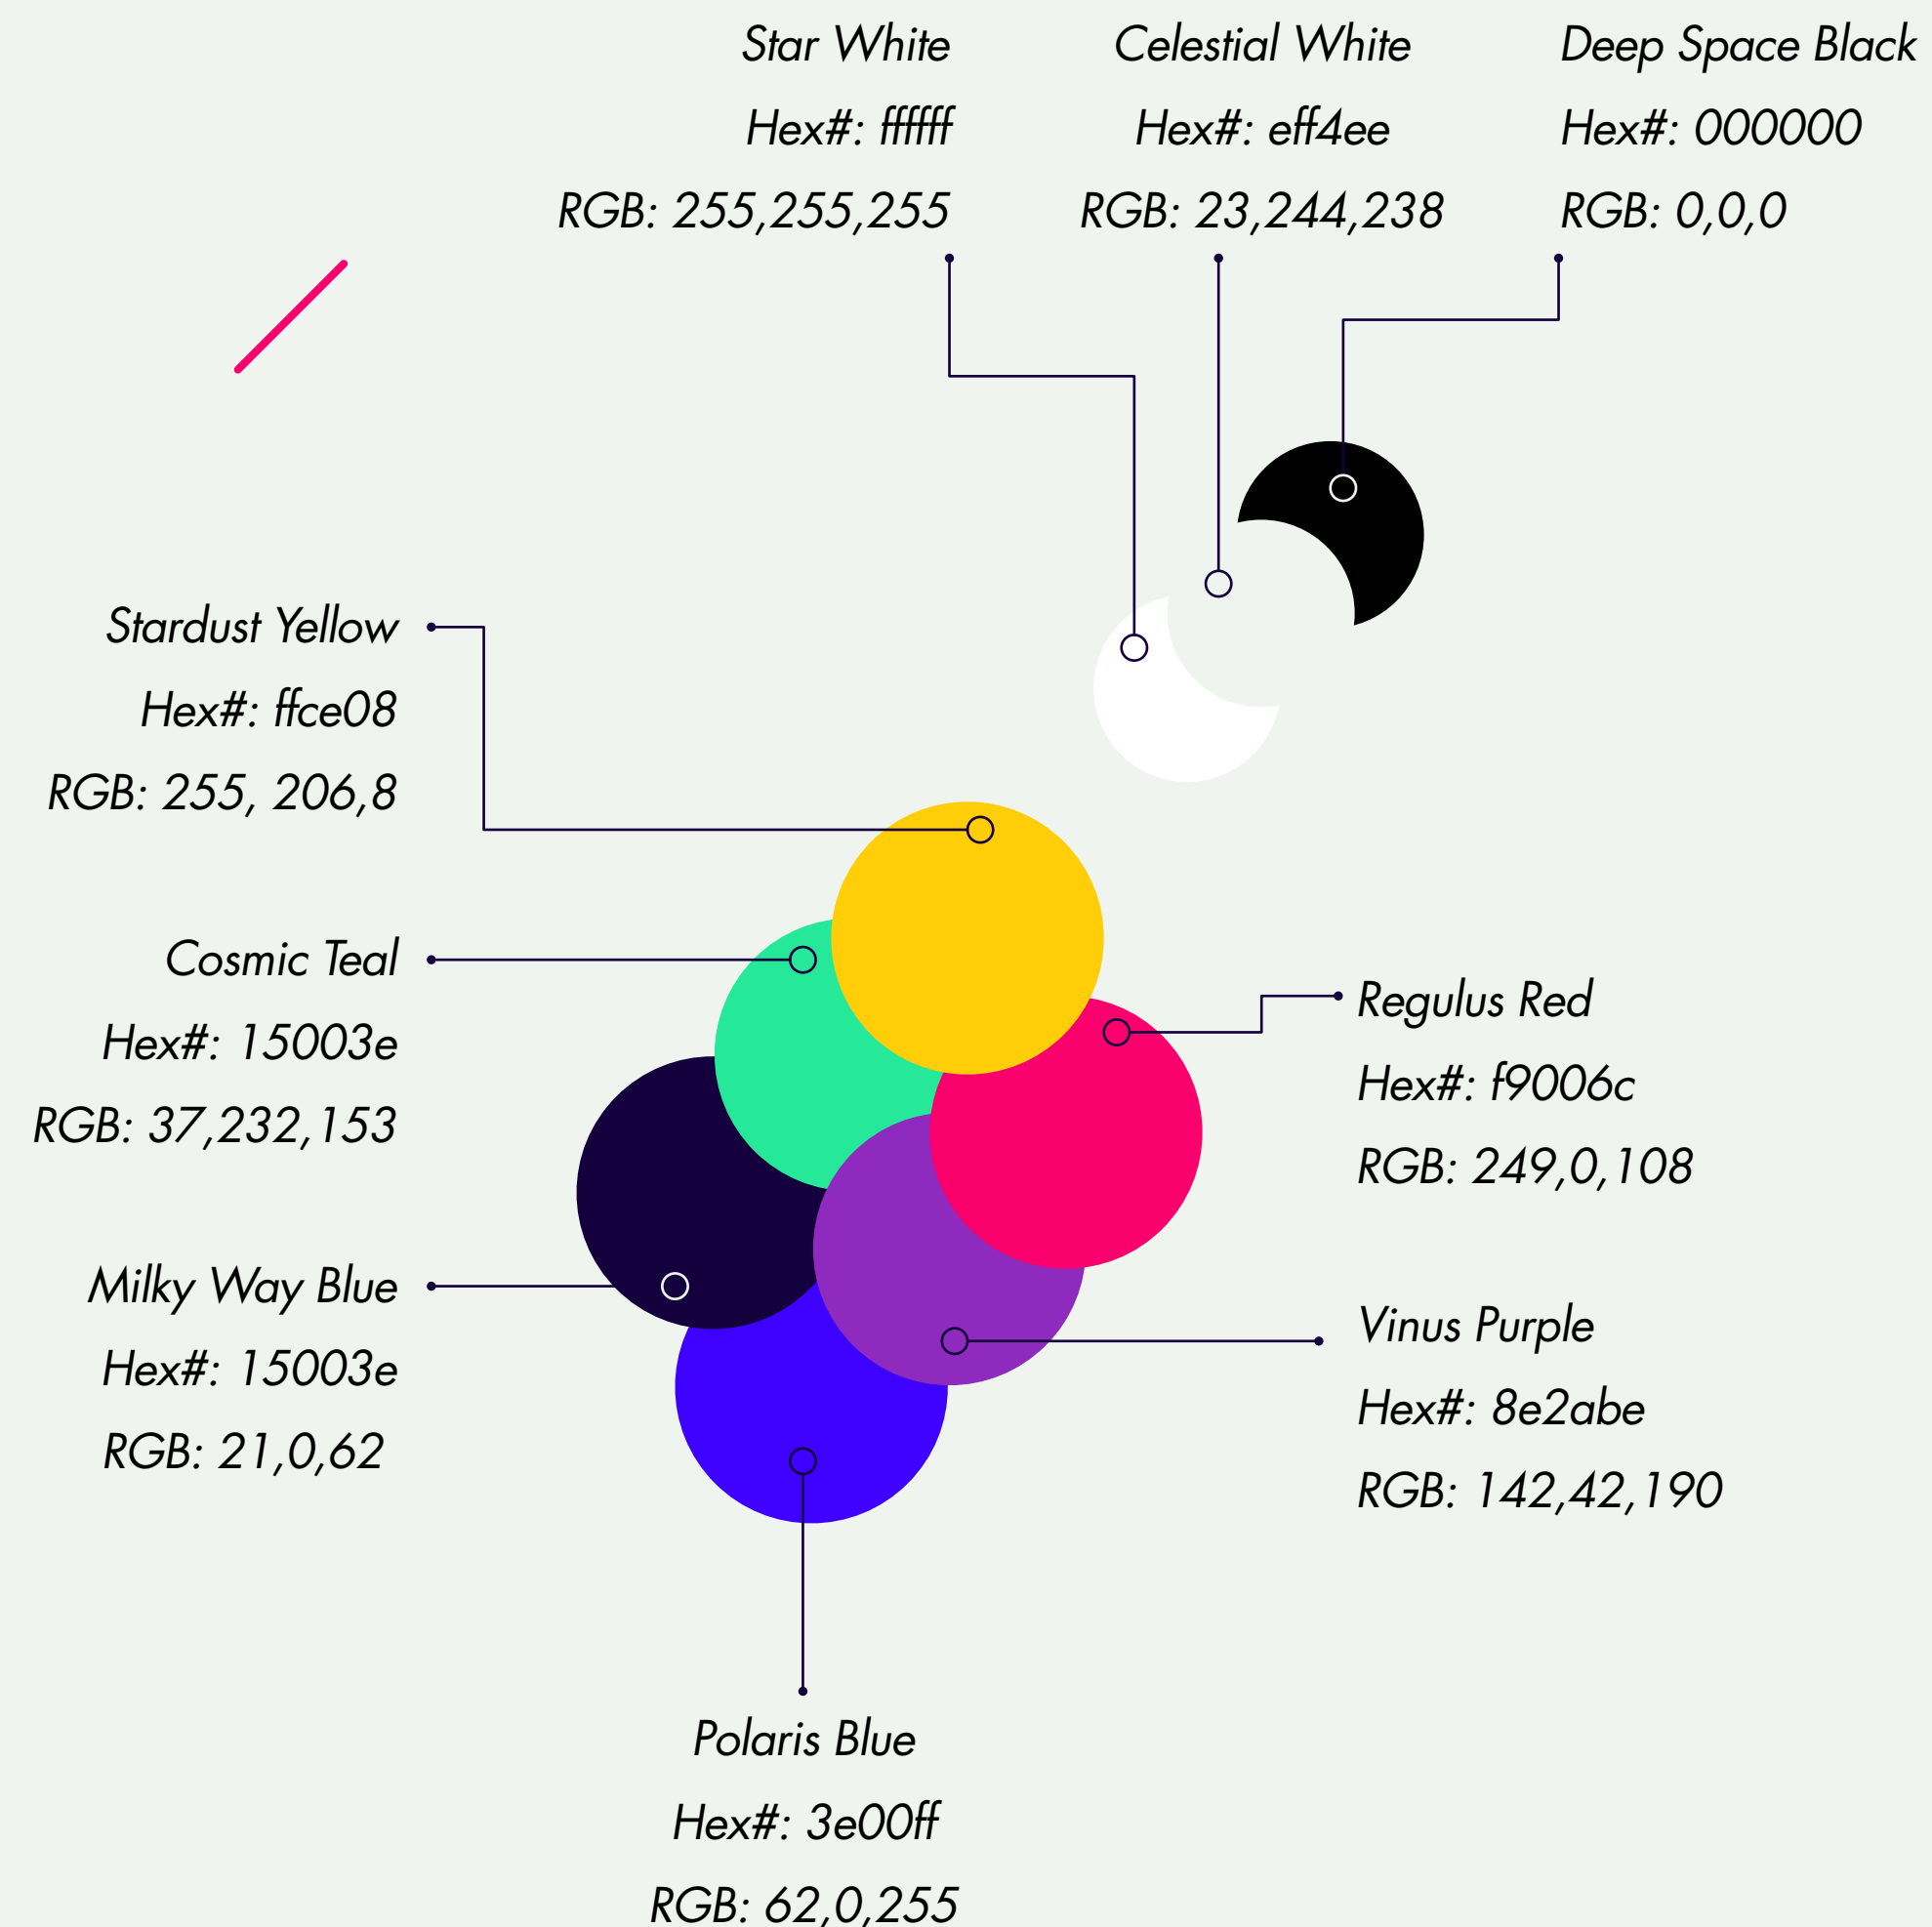 Star White
Hex#: ffffff
RGB: 255,255,255
Celestial White
Hex#: eff4ee
RGB: 23,244,238
Deep Space Black
Hex#: 000000
RGB: 0,0,0
Stardust Yellow
Hex#: ffce08
RGB: 255, 206,8
Cosmic Teal
Hex#: 15003e
RGB: 37,232,153
Regulus Red
Hex#: f9006c
RGB: 249,0,108
Milky Way Blue
Hex#: 15003e
RGB: 21,0,62
Vinus Purple
Hex#: 8e2abe
RGB: 142,42,190
Polaris Blue
Hex#: 3e00ff
RGB: 62,0,255